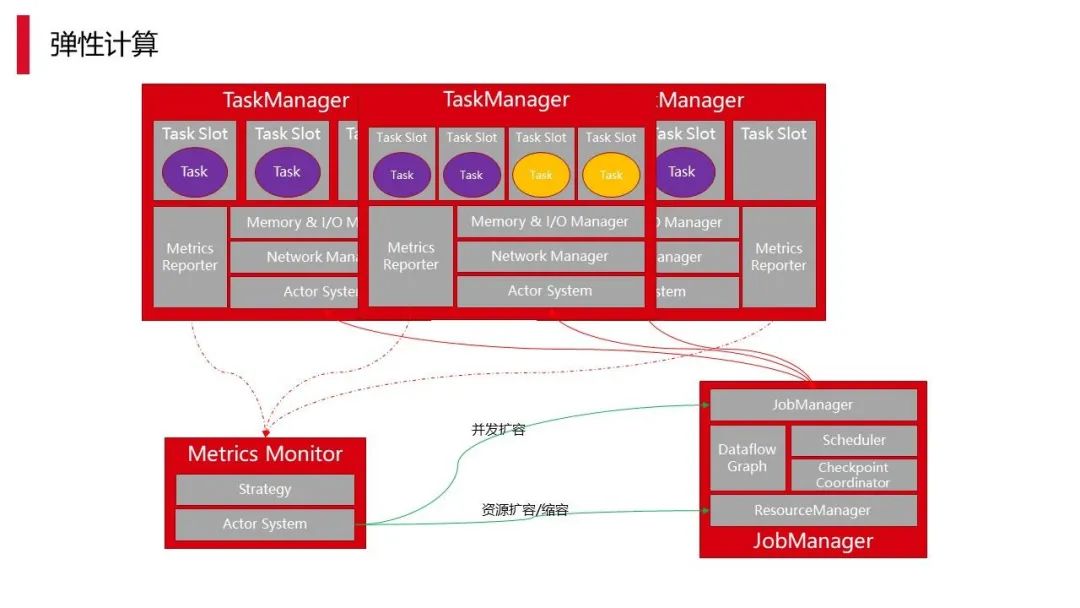 弹性计算
TaskManager
Task Slot
Task
Task Slot
Task
Metrics
Reporter
Memory & I/O M
Network Mana
Actor Syste
TaskManager
Task Slot
Task
Task Slot
Task
Task Slot
Task
Task Slot
Task
Metrics
Reporter
Memory & I/O Manager
Network Manager
Actor System
Manager
Task Slot
Task
Task Slot
O Manager
anager
stem
Metrics
Reporter
Metrics Monitor
Strategy
Actor System
并发扩容
资源扩容/缩容
JobManager
Dataflow
Graph
Scheduler
Checkpoint
Coordinator
ResourceManager
JobManager